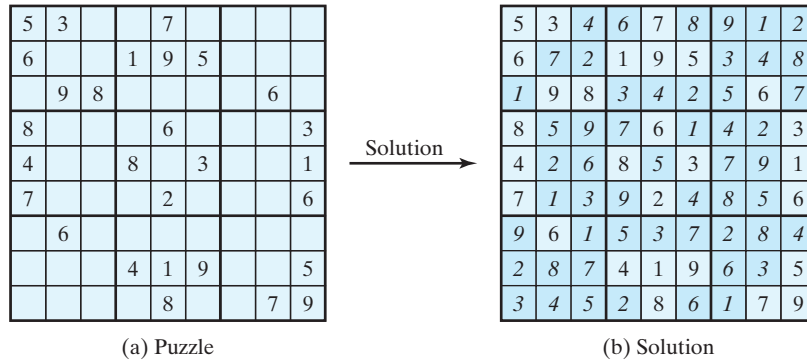 5 3 7
6 1 9 5
9 8 6
8 6 3
4 8 3 1
7 2 6
6
4 1 9 5
8 7 9
(a) Puzzle
Solution
5 3 4 6 7 8 9 1 2
6 7 2 1 9 5 3 4 8
1 9 8 3 4 2 5 6 7
8 5 9 7 6 1 4 2 3
4 2 6 8 5 3 7 9 1
7 1 3 9 2 4 8 5 6
9 6 1 5 3 7 2 8 4
2 8 7 4 1 9 6 3 5
3 4 5 2 8 6 1 7 9
(b) Solution